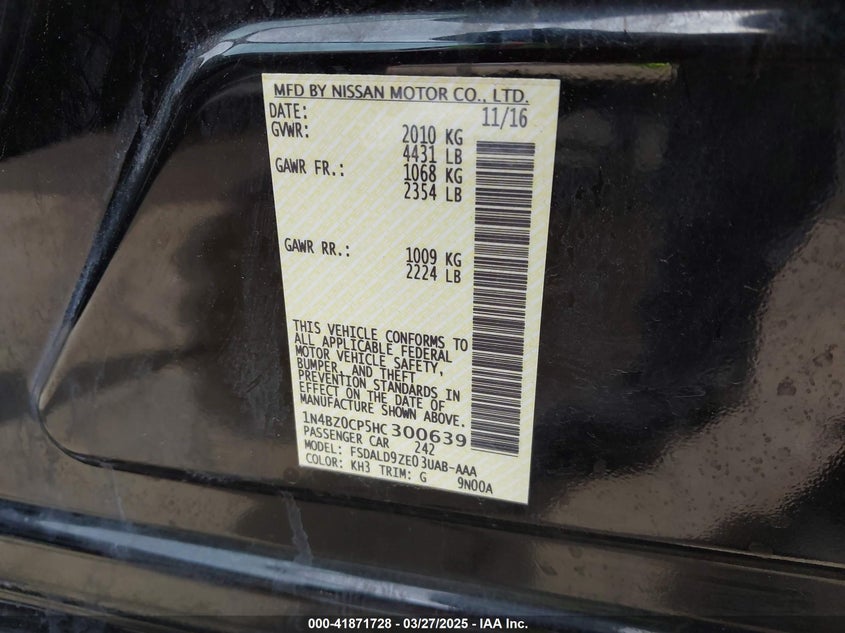 MFD BY NISSAN MOTOR CO., LTD.
DATE: 11/16
GVWR: 2010 KG
4431 LB
GAWR FR.: 1068 KG
2354 LB
GAWR RR.: 1009 KG
2224 LB
THIS VEHICLE CONFORMS TO
ALL APPLICABLE FEDERAL
MOTOR VEHICLE SAFETY,
BUMPER, AND THEFT
PREVENTION STANDARDS IN
EFFECT ON THE DATE OF
MANUFACTURE SHOWN ABOVE.
1N4BZ0CP5HC300639
PASSENGER CAR 242
MODEL: FSDALD9ZE03UAB-AAA
COLOR: KH3 TRIM: G 9N00A
000-41871728 - 03/27/2025 - IAA Inc.